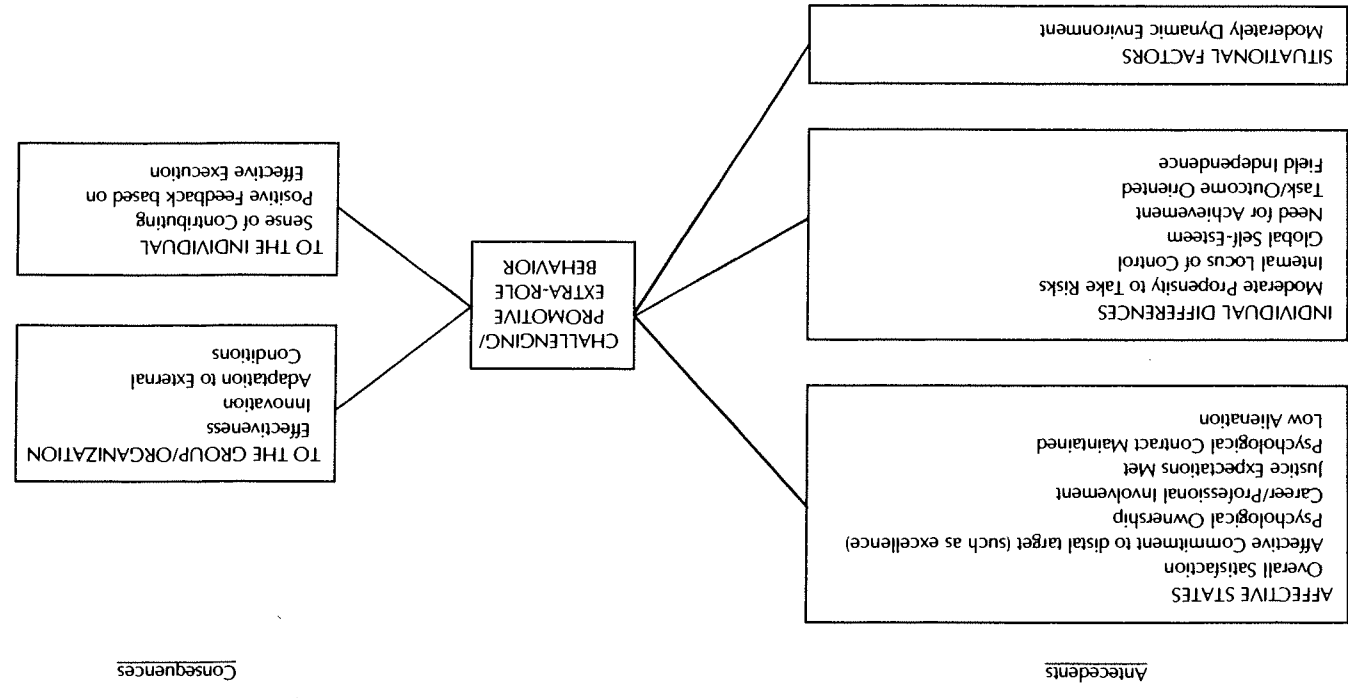 Antecedents
Consequences
AFFECTIVE STATES
Overall Satisfaction
Affective Commitment to distal target (such as excellence)
Psychological Ownership
Career/Professional Involvement
Justice Expectations Met
Psychological Contract Maintained
Low Alienation
INDIVIDUAL DIFFERENCES
Moderate Propensity to Take Risks
Internal Locus of Control
Global Self-Esteem
Need for Achievement
Task/Outcome Oriented
Field Independence
SITUATIONAL FACTORS
Moderately Dynamic Environment
CHALLENGING/
PROMOTIVE
EXTRA-ROLE
BEHAVIOR
TO THE GROUP/ORGANIZATION
Effectiveness
Innovation
Adaptation to External
Conditions
TO THE INDIVIDUAL
Sense of Contributing
Positive Feedback based on
Effective Execution